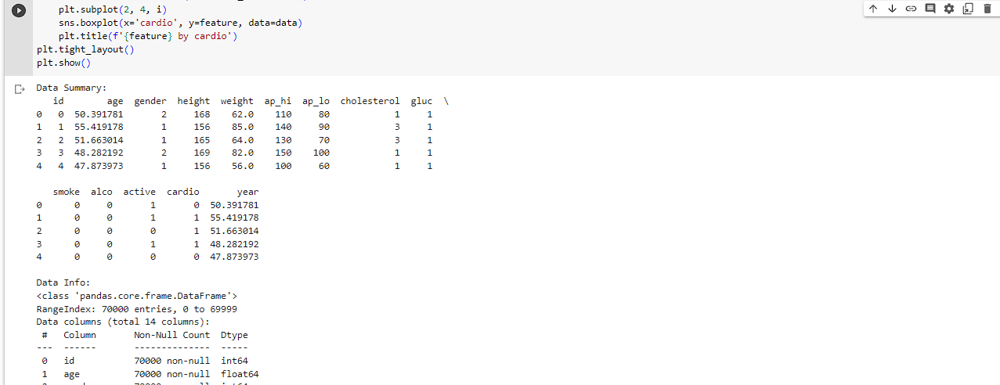 plt.subplot(2, 4, i)
sns.boxplot(x='cardio', y=feature, data=data)
plt.title(f'{feature} by cardio')
plt.tight_layout()
plt.show()
Data Summary:
id age gender height weight ap_hi ap_lo cholesterol gluc \
0 0 50.391781 2 168 62.0 110 80 1 1
1 1 55.419178 1 156 85.0 140 90 3 1
2 2 51.663014 1 165 64.0 130 70 3 1
3 3 48.282192 2 169 82.0 150 100 1 1
4 4 47.873973 1 156 56.0 100 60 1 1
smoke alco active cardio year
0 0 0 1 0 50.391781
1 0 0 1 1 55.419178
2 0 0 0 1 51.663014
3 0 0 1 1 48.282192
4 0 0 0 0 47.873973
Data Info:
<class 'pandas.core.frame.DataFrame'>
RangeIndex: 70000 entries, 0 to 69999
Data columns (total 14 columns):
# Column Non-Null Count Dtype
--- ------ -------------- -----
0 id 70000 non-null int64
1 age 70000 non-null float64